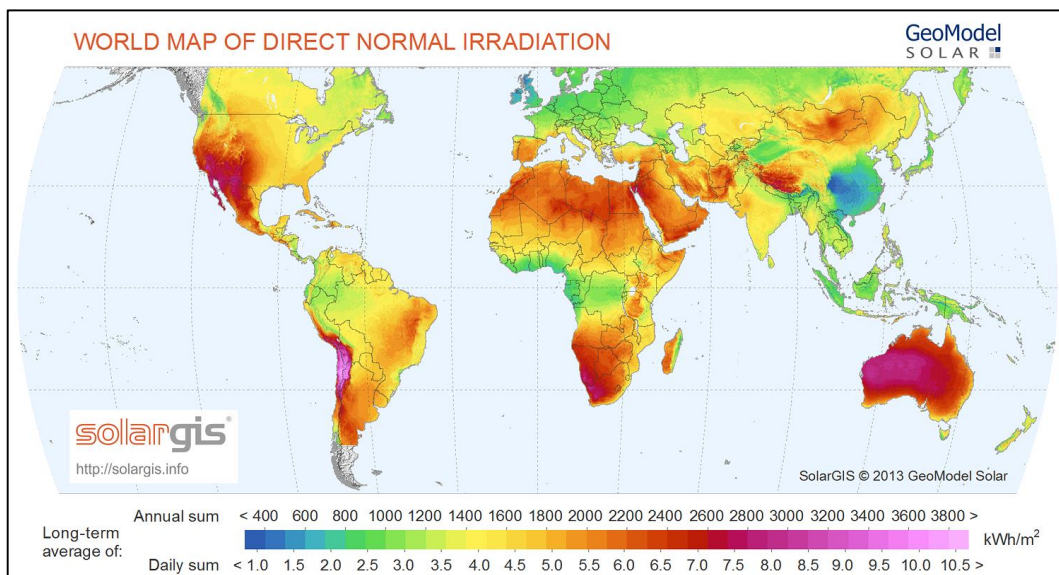 WORLD MAP OF DIRECT NORMAL IRRADIATION
GeoModel
SOLAR
solargis®
http://solargis.info
SolarGIS © 2013 GeoModel Solar
Annual sum < 400 600 800 1000 1200 1400 1600 1800 2000 2200 2400 2600 2800 3000 3200 3400 3600 3800 >
Long-term
average of:
kWh/m²
Daily sum < 1.0 1.5 2.0 2.5 3.0 3.5 4.0 4.5 5.0 5.5 6.0 6.5 7.0 7.5 8.0 8.5 9.0 9.5 10.0 10.5 >